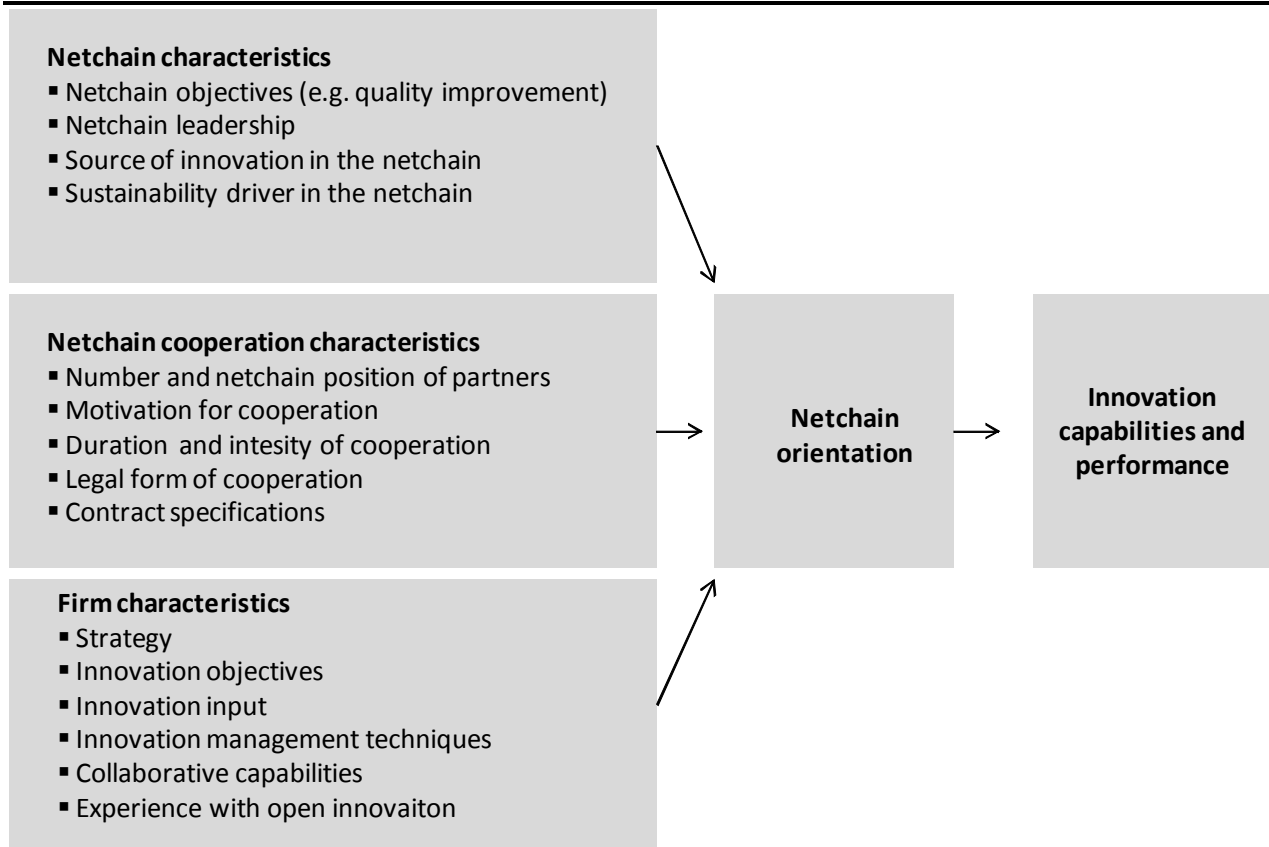 Netchain characteristics
▪ Netchain objectives (e.g. quality improvement)
▪ Netchain leadership
▪ Source of innovation in the netchain
▪ Sustainability driver in the netchain
Netchain cooperation characteristics
▪ Number and netchain position of partners
▪ Motivation for cooperation
▪ Duration and intesity of cooperation
▪ Legal form of cooperation
▪ Contract specifications
Firm characteristics
▪ Strategy
▪ Innovation objectives
▪ Innovation input
▪ Innovation management techniques
▪ Collaborative capabilities
▪ Experience with open innovaiton
Netchain
orientation
Innovation
capabilities and
performance